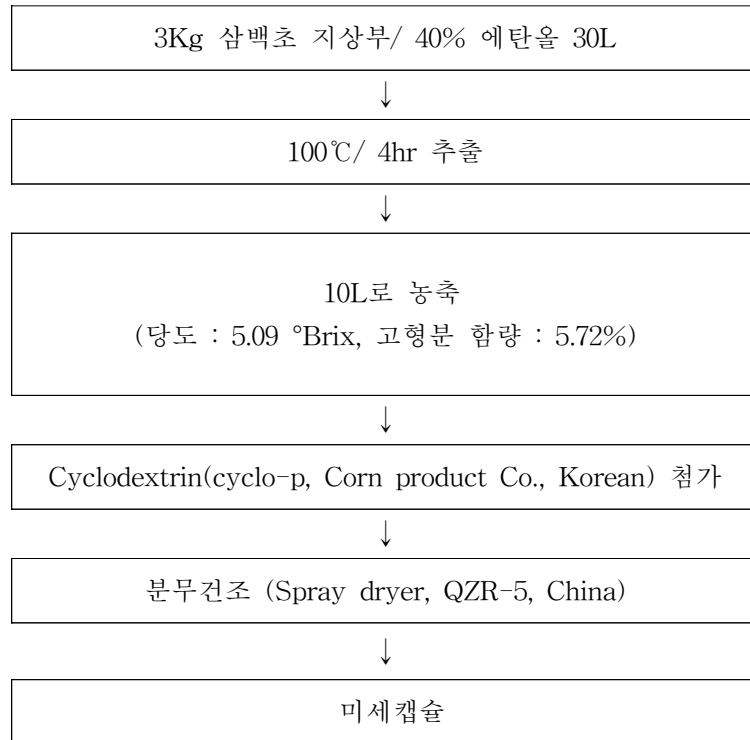 3Kg 삼백초 지상부/ 40% 에탄올 30L
↓
100℃/ 4hr 추출
↓
10L로 농축
(당도 : 5.09 °Brix, 고형분 함량 : 5.72%)
↓
Cyclodextrin(cyclo-p, Corn product Co., Korean) 첨가
↓
분무건조 (Spray dryer, QZR-5, China)
↓
미세캡슐